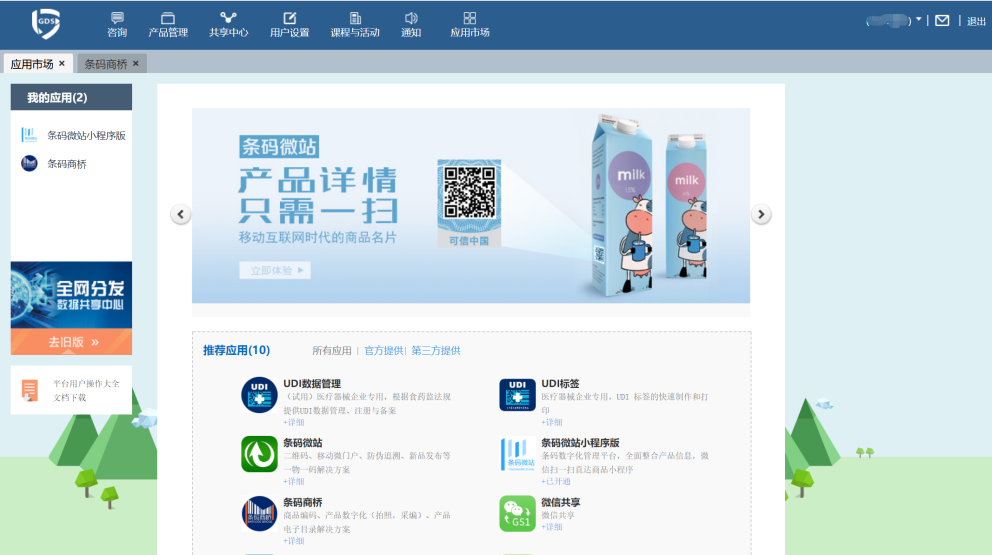 GDS
咨询
产品管理
共享中心
用户设置
课程与活动
通知
应用市场
退出
应用市场 ×
条码商桥 ×
我的应用(2)
条码微站小程序版
条码商桥
全网分发
数据共享中心
去旧版 »
平台用户操作大全
文档下载
条码微站
产品详情
只需一扫
移动互联网时代的商品名片
立即体验
可信中国
milk
milk
推荐应用(10)
所有应用 | 官方提供 | 第三方提供
UDI
UDI数据管理
（试用）医疗器械企业专用，根据食药监法规
提供UDI数据管理、注册与备案
+详细
UDI
UDI标签
医疗器械企业专用，UDI 标签的快速制作和打
印
+详细
条码微站
二维码、移动微门户、防伪追溯、新品发布等
一物一码解决方案
+详细
条码微站
条码微站小程序版
条码数字化管理平台，全面整合产品信息，微
信扫一扫直达商品小程序
+已开通
条码商桥
条码商桥
商品编码、产品数字化（拍照、采编）、产品
电子目录解决方案
+详细
GS1
微信共享
微信共享
+详细